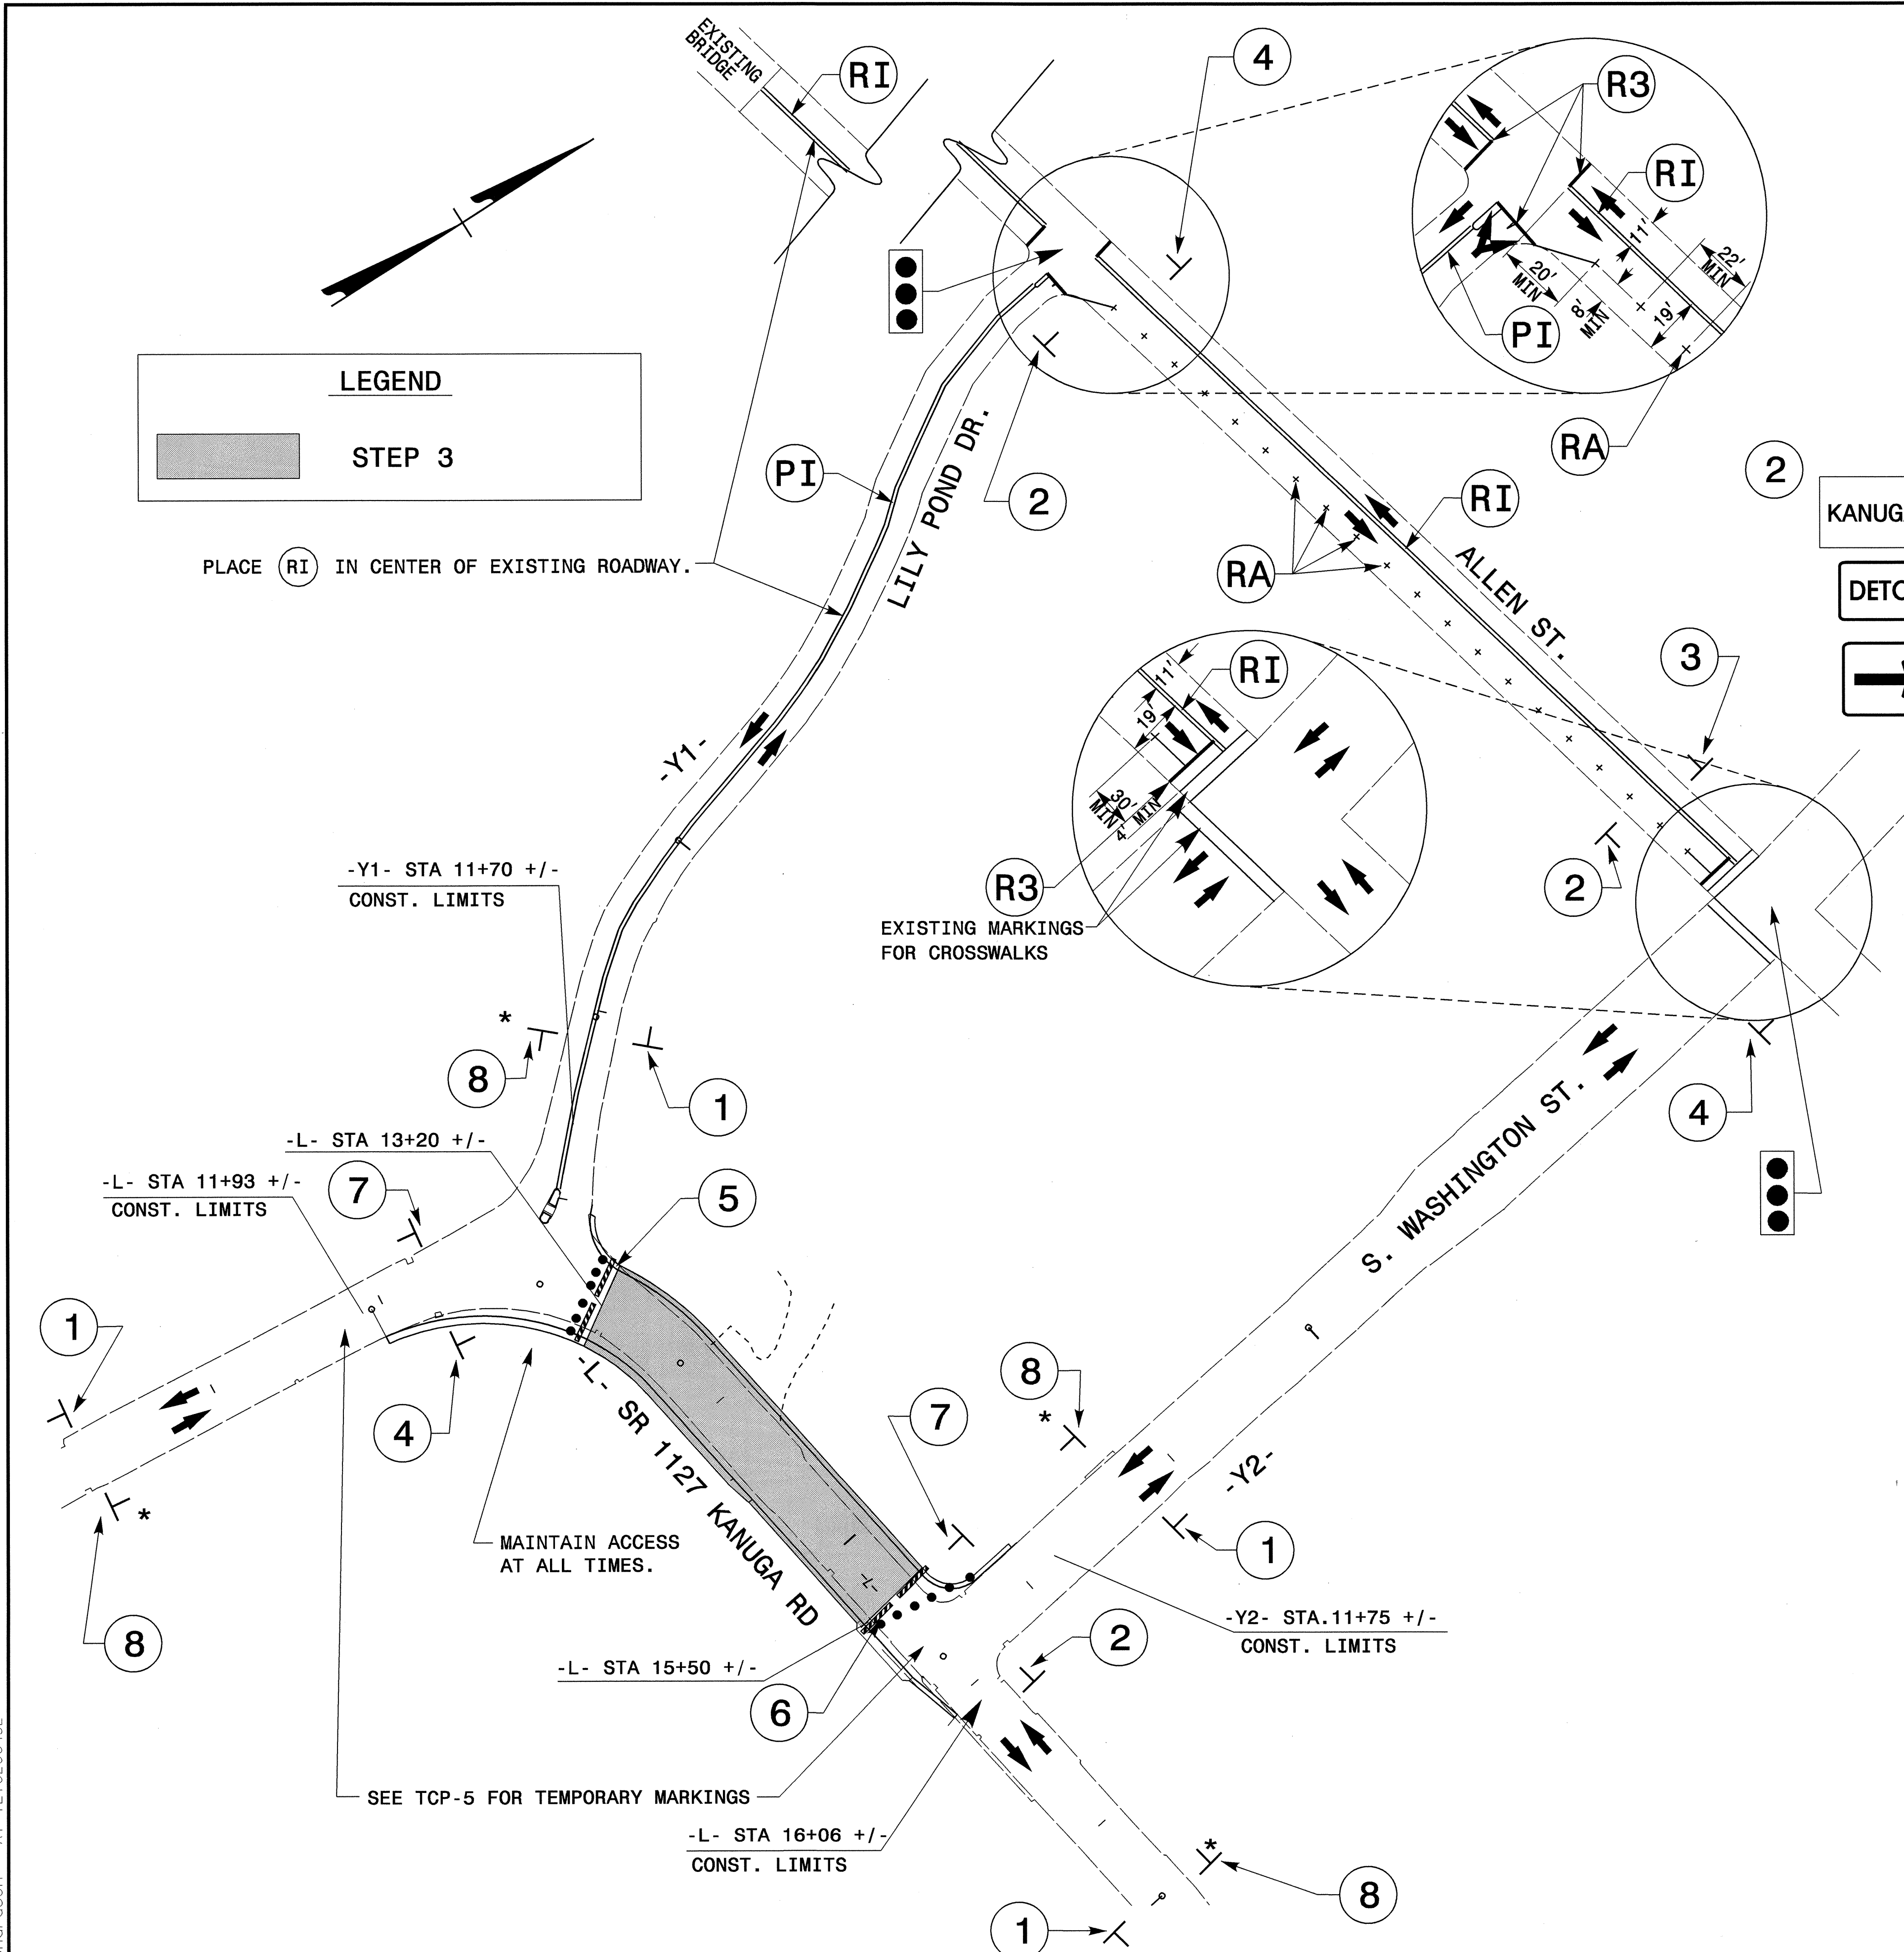 EXISTING
BRIDGE
RI
4
R3
RI
11'
22'
MIN
20'
MIN
8'
MIN
19'
PI
RA
LEGEND
STEP 3
PI
LILY POND DR.
2
2
KANUG
DETO
PLACE RI IN CENTER OF EXISTING ROADWAY.
RI
RA
ALLEN ST.
3
11'
RI
19'
30'
MIN
4' MIN
R3
EXISTING MARKINGS
FOR CROSSWALKS
2
-Y1-
-Y1- STA 11+70 +/-
CONST. LIMITS
*
8
1
4
S. WASHINGTON ST.
-L- STA 13+20 +/-
-L- STA 11+93 +/-
CONST. LIMITS
7
5
1
4
-L- SR 1127 KANUGA RD
8
*
7
-Y2-
1
*
8
MAINTAIN ACCESS
AT ALL TIMES.
-L-
-Y2- STA.11+75 +/-
CONST. LIMITS
2
-L- STA 15+50 +/-
6
SEE TCP-5 FOR TEMPORARY MARKINGS
-L- STA 16+06 +/-
CONST. LIMITS
*
8
1